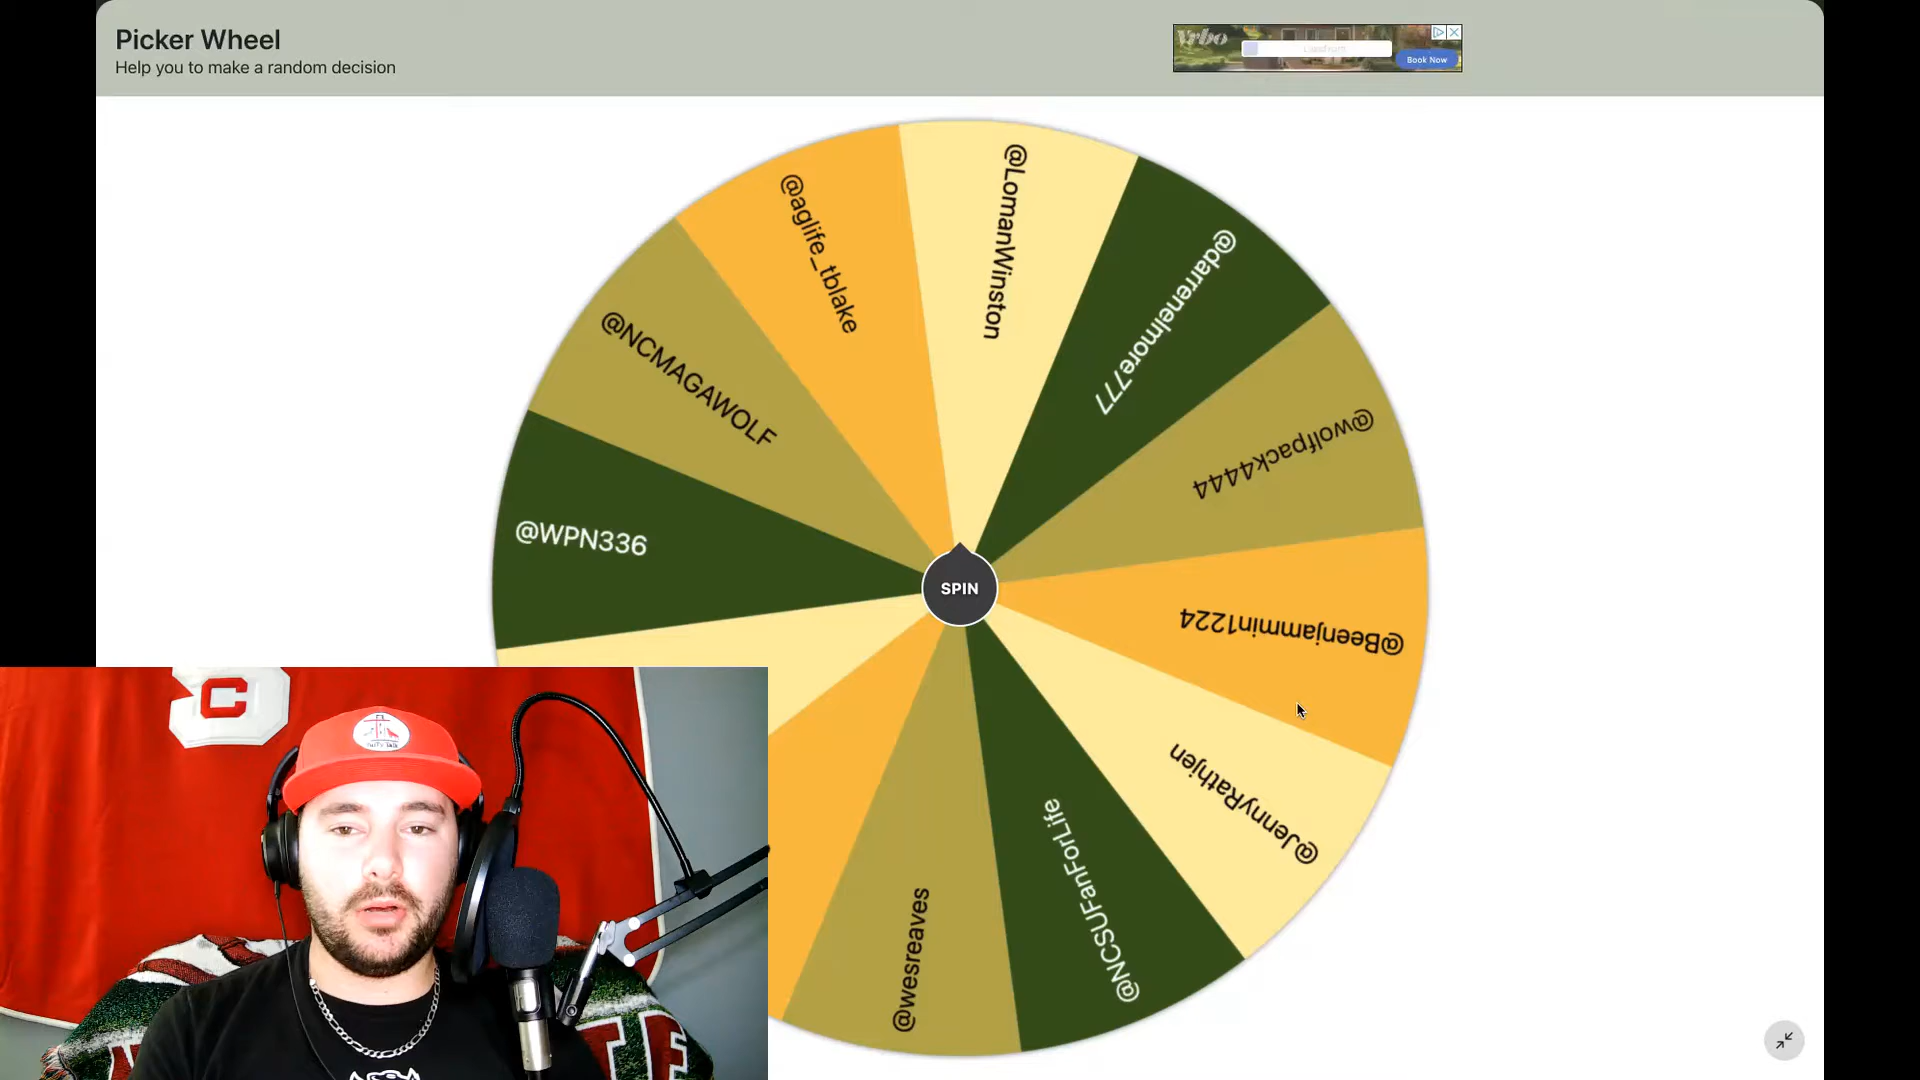 Picker Wheel
Help you to make a random decision
Vrbo
Book Now
@LomanWinston
@darrenelmore777
@wolfpack4444
@Beenjammin1224
@JennyRathjen
@NCSUFanForLife
@wesreaves
@WPN336
@NCMAGAWOLF
@aglife_tblake
SPIN
C